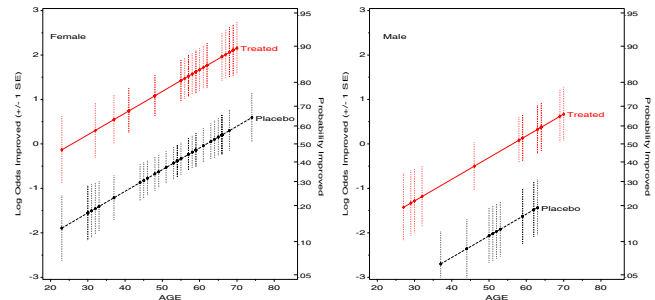 Female
Treated
Placebo
Log Odds Improved (+/- 1 SE)
3
2
1
0
-1
-2
-3
20 30 40 50 60 70 80
AGE
Probability Improved
.95
.90
.80
.70
.60
.50
.40
.30
.20
.10
.05
Male
Treated
Placebo
Log Odds Improved (+/- 1 SE)
3
2
1
0
-1
-2
-3
20 30 40 50 60 70 80
AGE
Probability Improved
.95
.90
.80
.70
.60
.50
.40
.30
.20
.10
.05